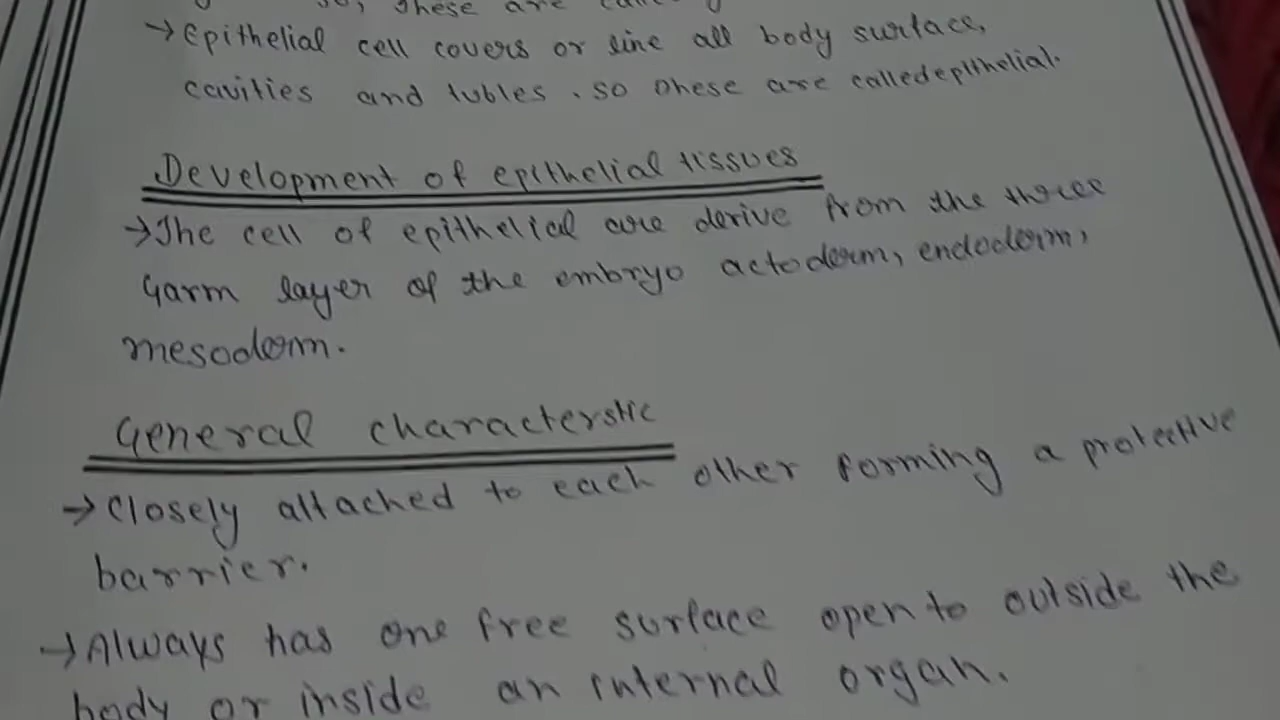 these are
→ Epithelial cell covers or line all body surface,
cavities and tubles . so these are calledepithelial.
Development of epithelial tissues
→ The cell of epithelial are derive from the three
Garm layer of the embryo actoderm, endoderm,
mesoderm.
General characterstic
→ Closely attached to each other forming a protective
barrier.
→ Always has one free surface open to outside the
body or inside an internal organ.